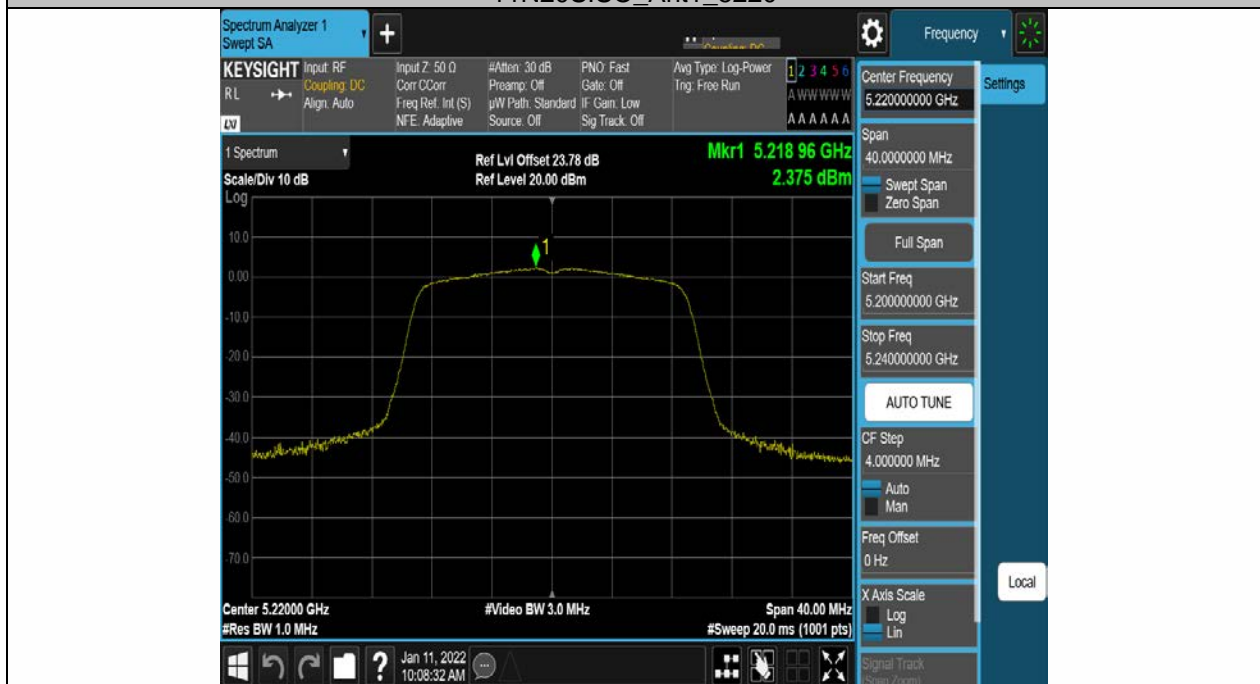 Spectrum Analyzer 1
Swept SA
+
Frequency
KEYSIGHT
RL
LXI
Input: RF
Coupling: DC
Align: Auto
Input Z: 50 Ω
Corr CCorr
Freq Ref: Int (S)
NFE: Adaptive
#Atten: 30 dB
Preamp: Off
µW Path: Standard
Source: Off
PNO: Fast
Gate: Off
IF Gain: Low
Sig Track: Off
Avg Type: Log-Power
Trig: Free Run
1 2 3 4 5 6
A W W W W W
A A A A A A
Center Frequency
5.220000000 GHz
Settings
Span
40.0000000 MHz
Swept Span
Zero Span
Full Span
Start Freq
5.200000000 GHz
Stop Freq
5.240000000 GHz
AUTO TUNE
CF Step
4.000000 MHz
Auto
Man
Freq Offset
0 Hz
X Axis Scale
Log
Lin
Signal Track
(Span Zoom)
Local
1 Spectrum
Scale/Div 10 dB
Log
Ref Lvl Offset 23.78 dB
Ref Level 20.00 dBm
Mkr1 5.218 96 GHz
2.375 dBm
1
10.0
0.00
-10.0
-20.0
-30.0
-40.0
-50.0
-60.0
-70.0
Center 5.22000 GHz
#Res BW 1.0 MHz
#Video BW 3.0 MHz
Span 40.00 MHz
#Sweep 20.0 ms (1001 pts)
?
Jan 11, 2022
10:08:32 AM